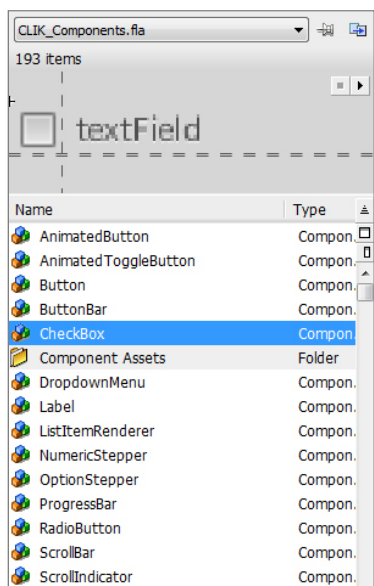 CLIK_Components.fla
193 items
textField
Name Type
AnimatedButton Compon.
AnimatedToggleButton Compon.
Button Compon.
ButtonBar Compon.
CheckBox Compon.
Component Assets Folder
DropdownMenu Compon.
Label Compon.
ListItemRenderer Compon.
NumericStepper Compon.
OptionStepper Compon.
ProgressBar Compon.
RadioButton Compon.
ScrollBar Compon.
ScrollIndicator Compon.